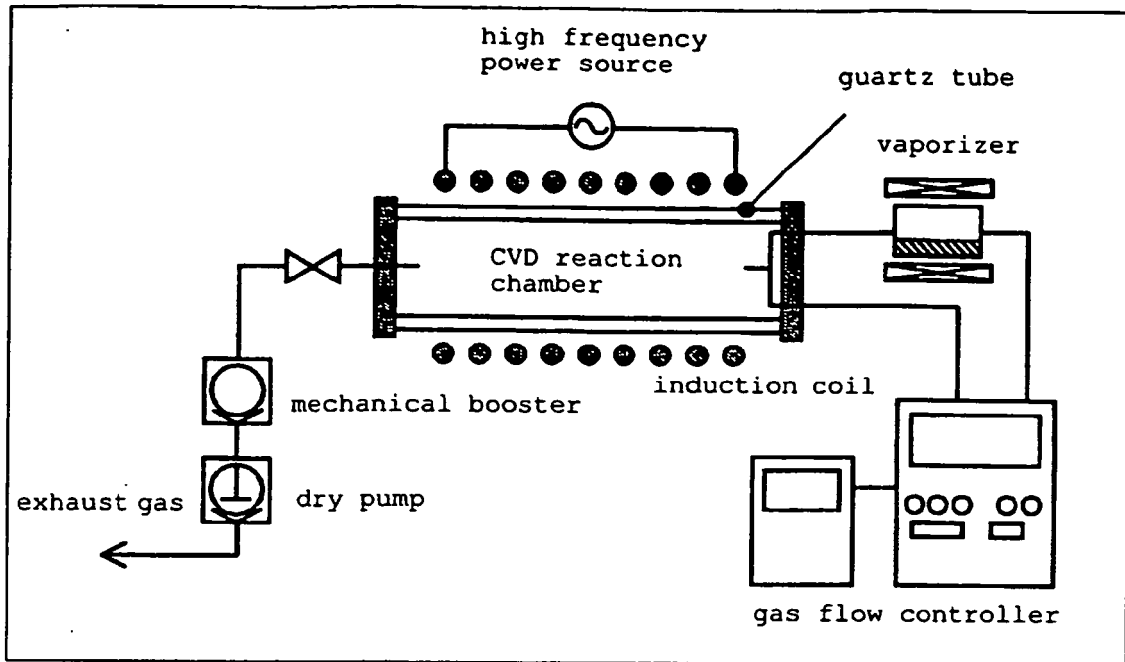 high frequency
power source
guartz tube
vaporizer
CVD reaction
chamber
induction coil
mechanical booster
exhaust gas
dry pump
gas flow controller